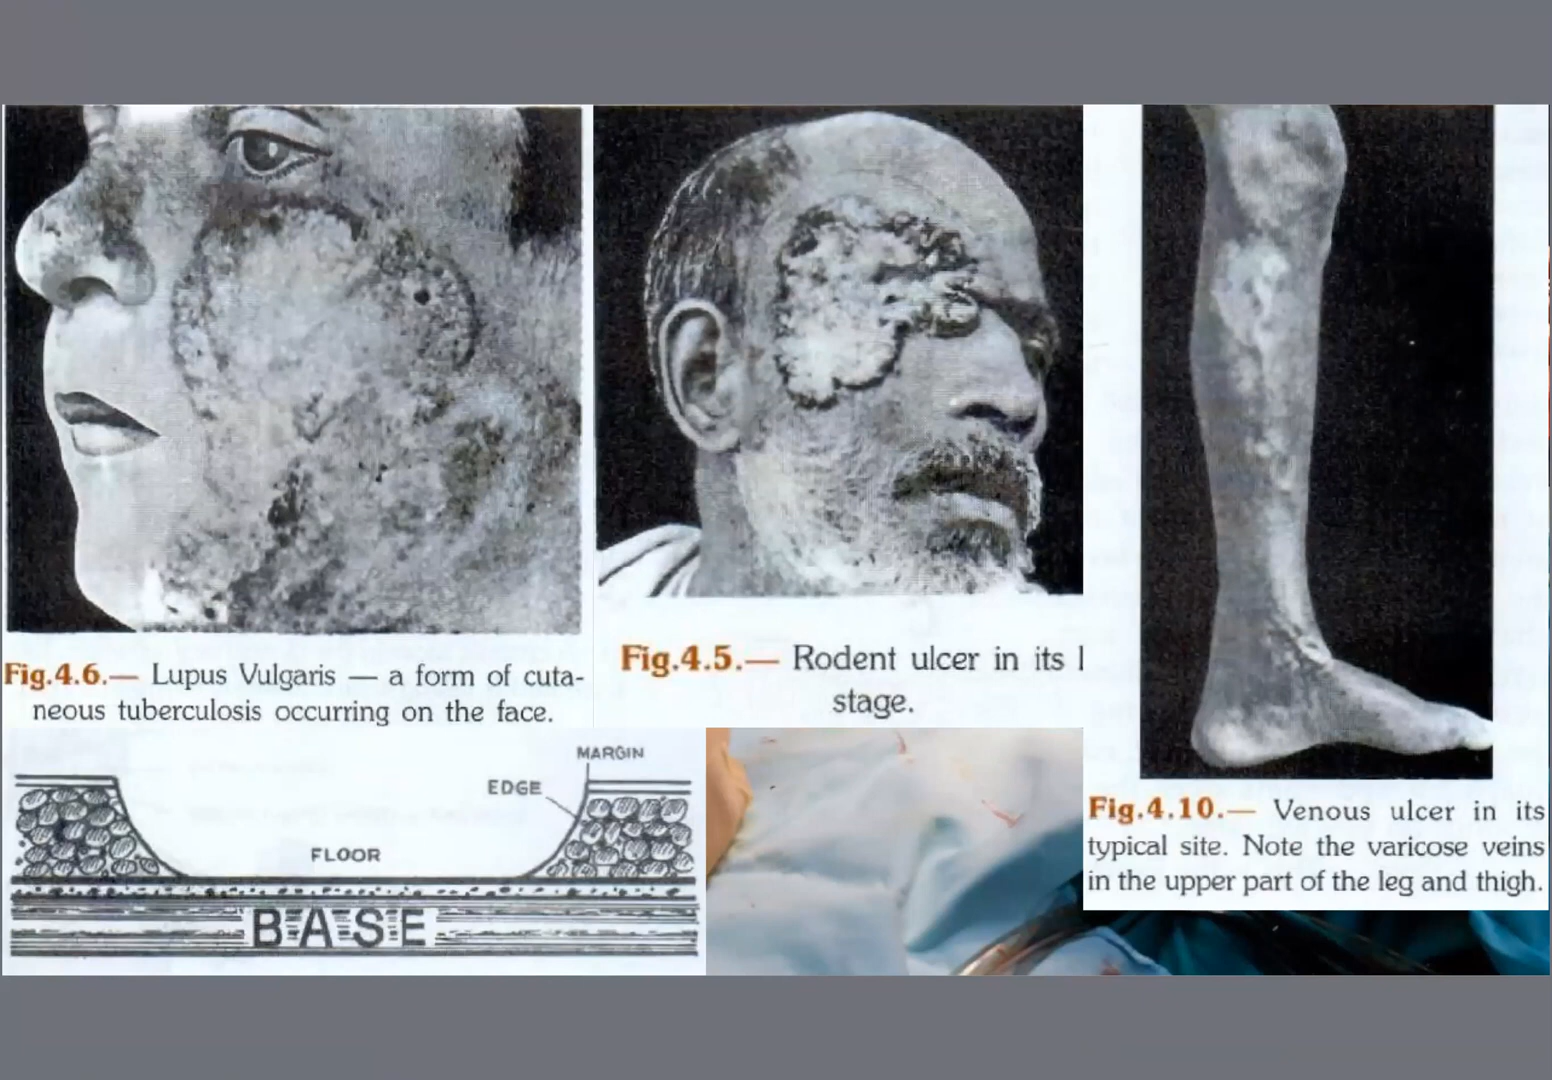 Fig.4.6.— Lupus Vulgaris — a form of cuta-
neous tuberculosis occurring on the face.
Fig.4.5.— Rodent ulcer in its
stage.
MARGIN
EDGE
FLOOR
BASE
Fig.4.10.— Venous ulcer in its
typical site. Note the varicose veins
in the upper part of the leg and thigh.